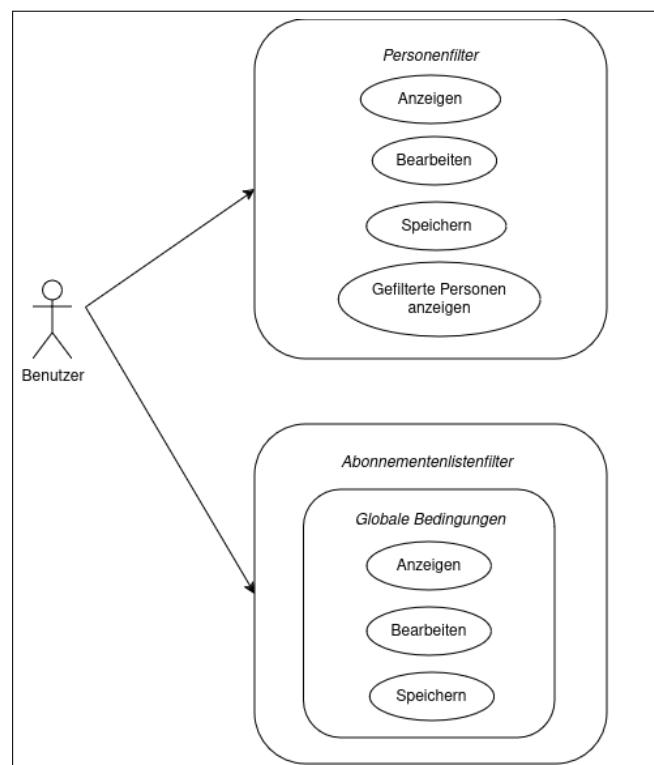 Personenfilter
Anzeigen
Bearbeiten
Speichern
Gefilterte Personen
anzeigen
Benutzer
Abonnementenlistenfilter
Globale Bedingungen
Anzeigen
Bearbeiten
Speichern